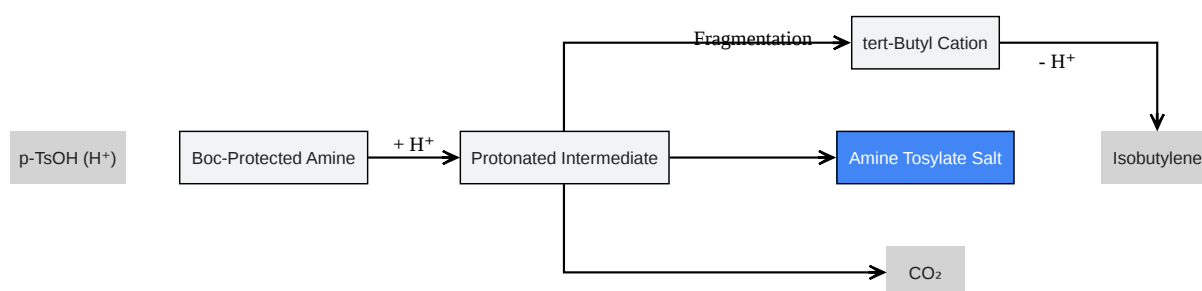 Fragmentation
tert-Butyl Cation
- H⁺
p-TsOH (H⁺)
Boc-Protected Amine
+ H⁺
Protonated Intermediate
Amine Tosylate Salt
Isobutylene
CO₂